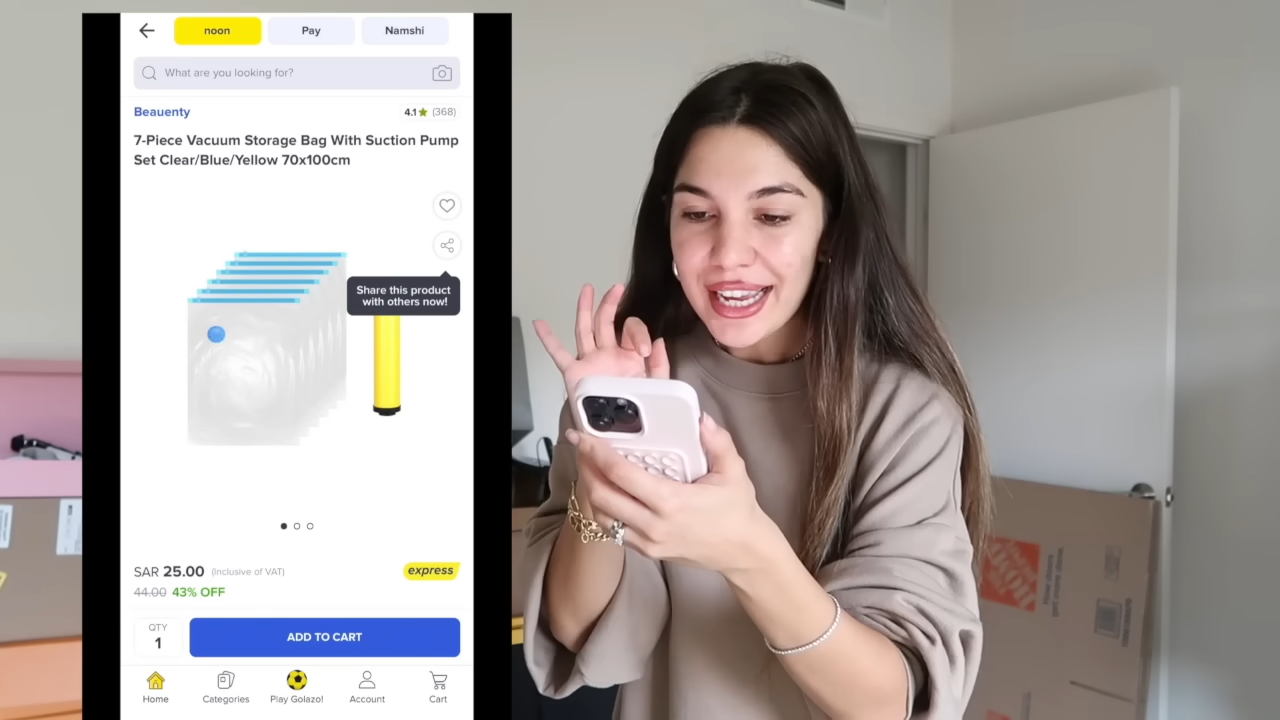 noon
Pay
Namshi
What are you looking for?
Beauenty
4.1★ (368)
7-Piece Vacuum Storage Bag With Suction Pump
Set Clear/Blue/Yellow 70x100cm
Share this product
with others now!
SAR 25.00 (Inclusive of VAT)
express
44.00 43% OFF
QTY
1
ADD TO CART
Home
Categories
Play Golazo!
Account
Cart